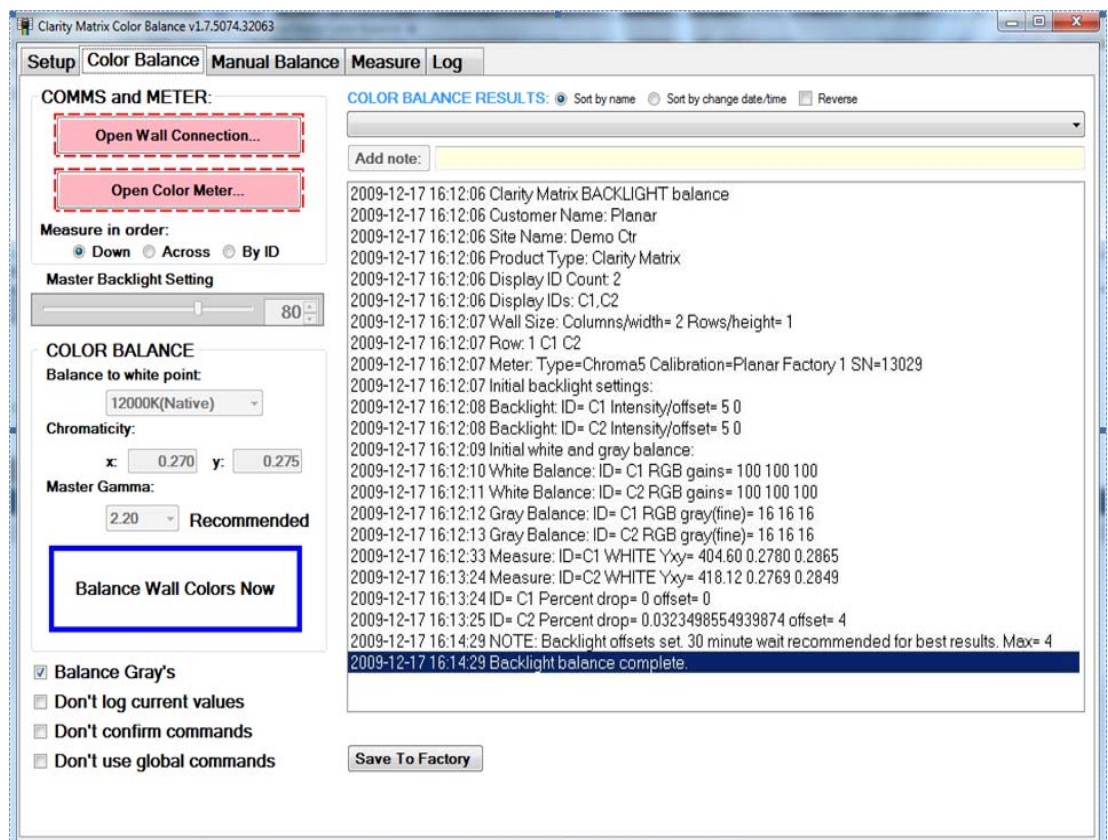 Clarity Matrix Color Balance v1.7.5074.32063
Setup Color Balance Manual Balance Measure Log
COMMS and METER:
Open Wall Connection...
Open Color Meter...
Measure in order:
Down Across By ID
Master Backlight Setting
80
COLOR BALANCE
Balance to white point:
12000K(Native)
Chromaticity:
x: 0.270 y: 0.275
Master Gamma:
2.20 Recommended
Balance Wall Colors Now
Balance Gray's
Don't log current values
Don't confirm commands
Don't use global commands
COLOR BALANCE RESULTS: Sort by name Sort by change date/time Reverse
Add note:
2009-12-17 16:12:06 Clarity Matrix BACKLIGHT balance
2009-12-17 16:12:06 Customer Name: Planar
2009-12-17 16:12:06 Site Name: Demo Ctr
2009-12-17 16:12:06 Product Type: Clarity Matrix
2009-12-17 16:12:06 Display ID Count: 2
2009-12-17 16:12:06 Display IDs: C1,C2
2009-12-17 16:12:07 Wall Size: Columns/width= 2 Rows/height= 1
2009-12-17 16:12:07 Row: 1 C1 C2
2009-12-17 16:12:07 Meter: Type=Chroma5 Calibration=Planar Factory 1 SN=13029
2009-12-17 16:12:07 Initial backlight settings:
2009-12-17 16:12:08 Backlight: ID= C1 Intensity/offset= 5 0
2009-12-17 16:12:08 Backlight: ID= C2 Intensity/offset= 5 0
2009-12-17 16:12:09 Initial white and gray balance:
2009-12-17 16:12:10 White Balance: ID= C1 RGB gains= 100 100 100
2009-12-17 16:12:11 White Balance: ID= C2 RGB gains= 100 100 100
2009-12-17 16:12:12 Gray Balance: ID= C1 RGB gray(fine)= 16 16 16
2009-12-17 16:12:13 Gray Balance: ID= C2 RGB gray(fine)= 16 16 16
2009-12-17 16:12:33 Measure: ID=C1 WHITE Yxy= 404.60 0.2780 0.2865
2009-12-17 16:13:24 Measure: ID=C2 WHITE Yxy= 418.12 0.2769 0.2849
2009-12-17 16:13:24 ID= C1 Percent drop= 0 offset= 0
2009-12-17 16:13:25 ID= C2 Percent drop= 0.0323498554939874 offset= 4
2009-12-17 16:14:29 NOTE: Backlight offsets set. 30 minute wait recommended for best results. Max= 4
2009-12-17 16:14:29 Backlight balance complete.
Save To Factory